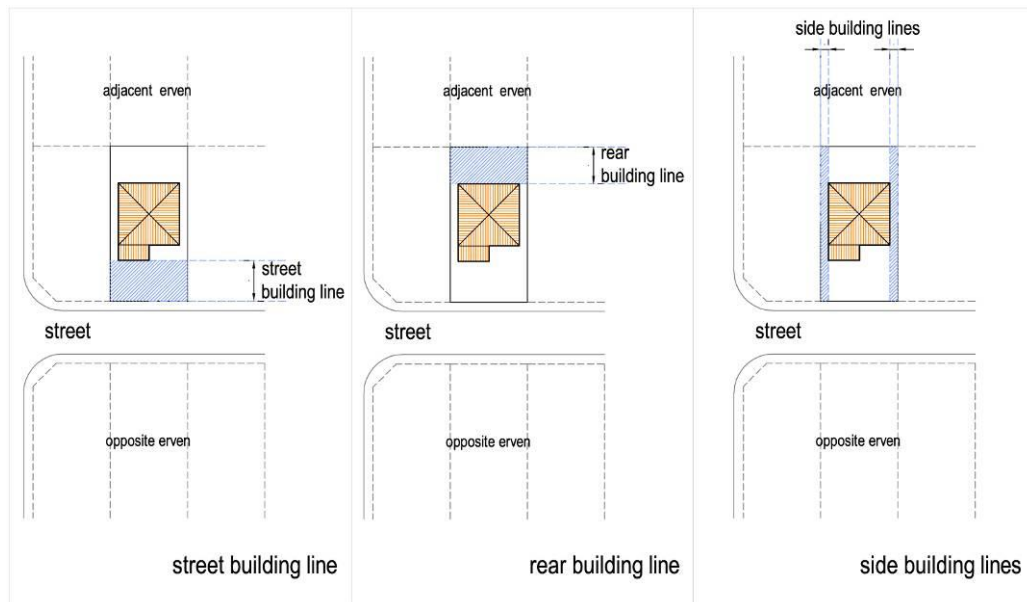 adjacent erven
street
building line
street
opposite erven
street building line
adjacent erven
rear
building line
street
opposite erven
rear building line
side building lines
adjacent erven
street
opposite erven
side building lines